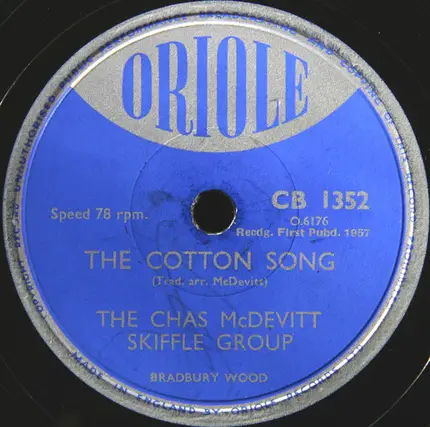 ORIOLE
Speed 78 rpm.
CB 1352
O.6176
Recdg. First Pubd. 1957
THE COTTON SONG
(Trad. arr. McDevitt)
THE CHAS McDEVITT
SKIFFLE GROUP
BRADBURY WOOD
MADE IN ENGLAND BY ORIOLE RECORDS